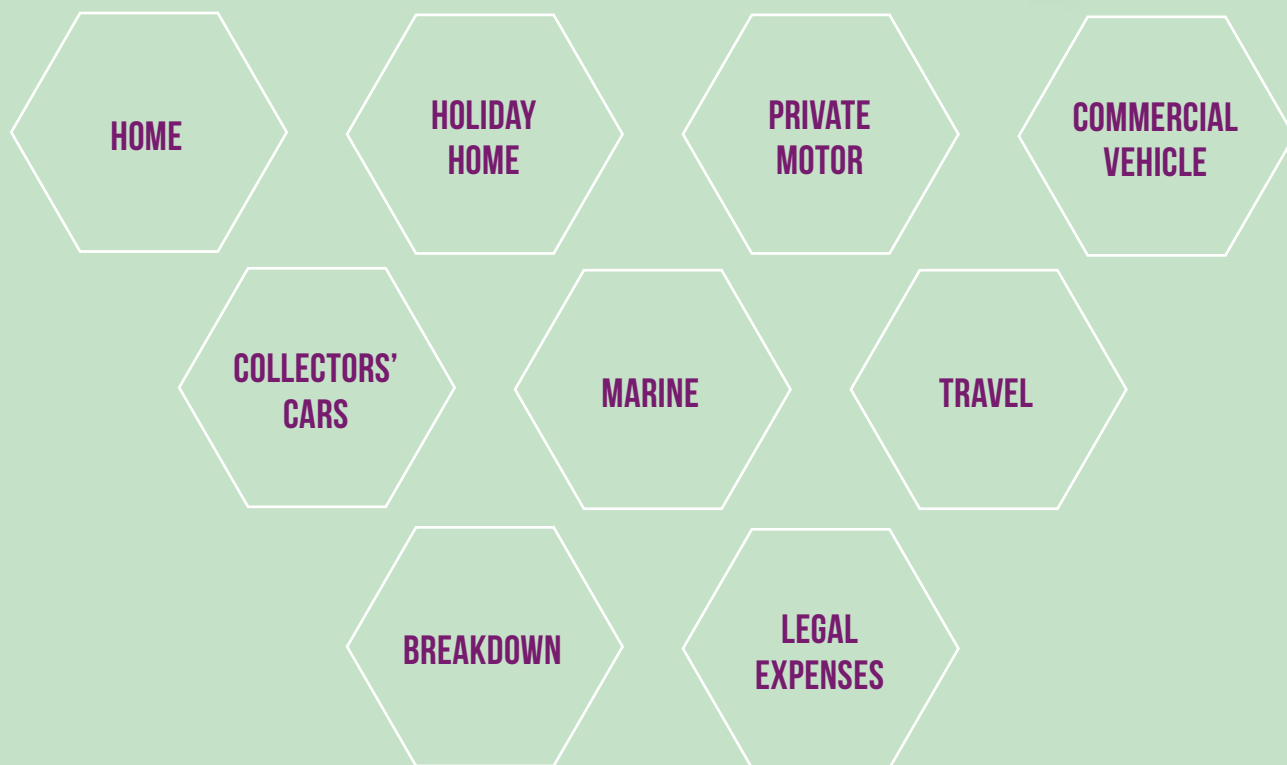 HOME
HOLIDAY
HOME
PRIVATE
MOTOR
COMMERCIAL
VEHICLE
COLLECTORS’
CARS
MARINE
TRAVEL
BREAKDOWN
LEGAL
EXPENSES